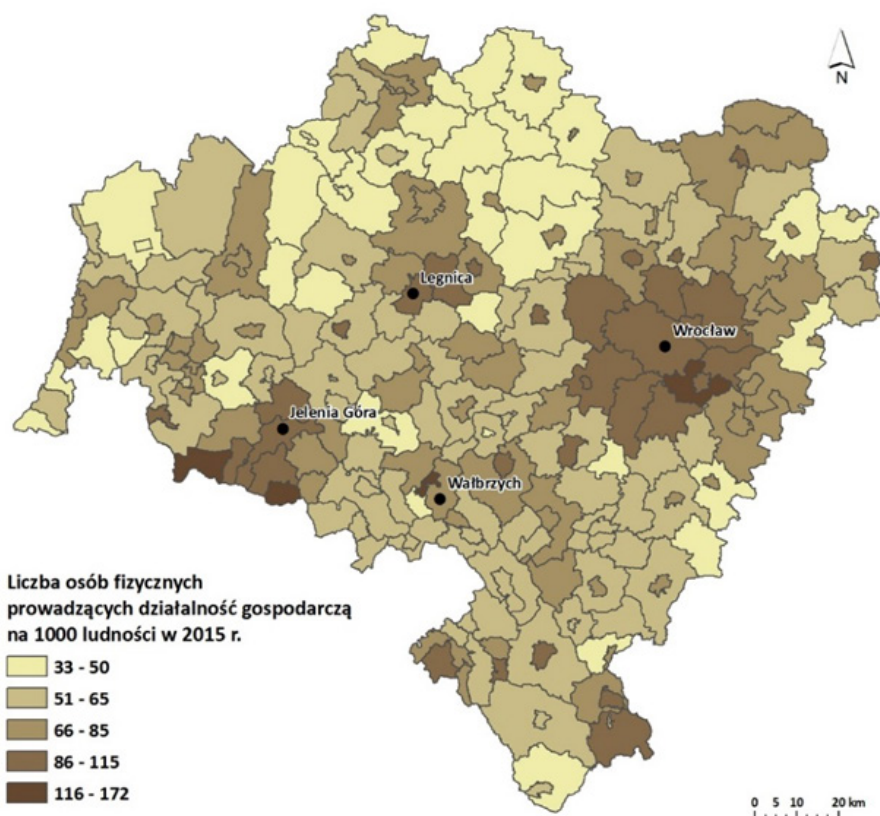 N
Legnica
Wrocław
Jelenia Góra
Wałbrzych
Liczba osób fizycznych
prowadzących działalność gospodarczą
na 1000 ludności w 2015 r.
33 - 50
51 - 65
66 - 85
86 - 115
116 - 172
0 5 10 20 km